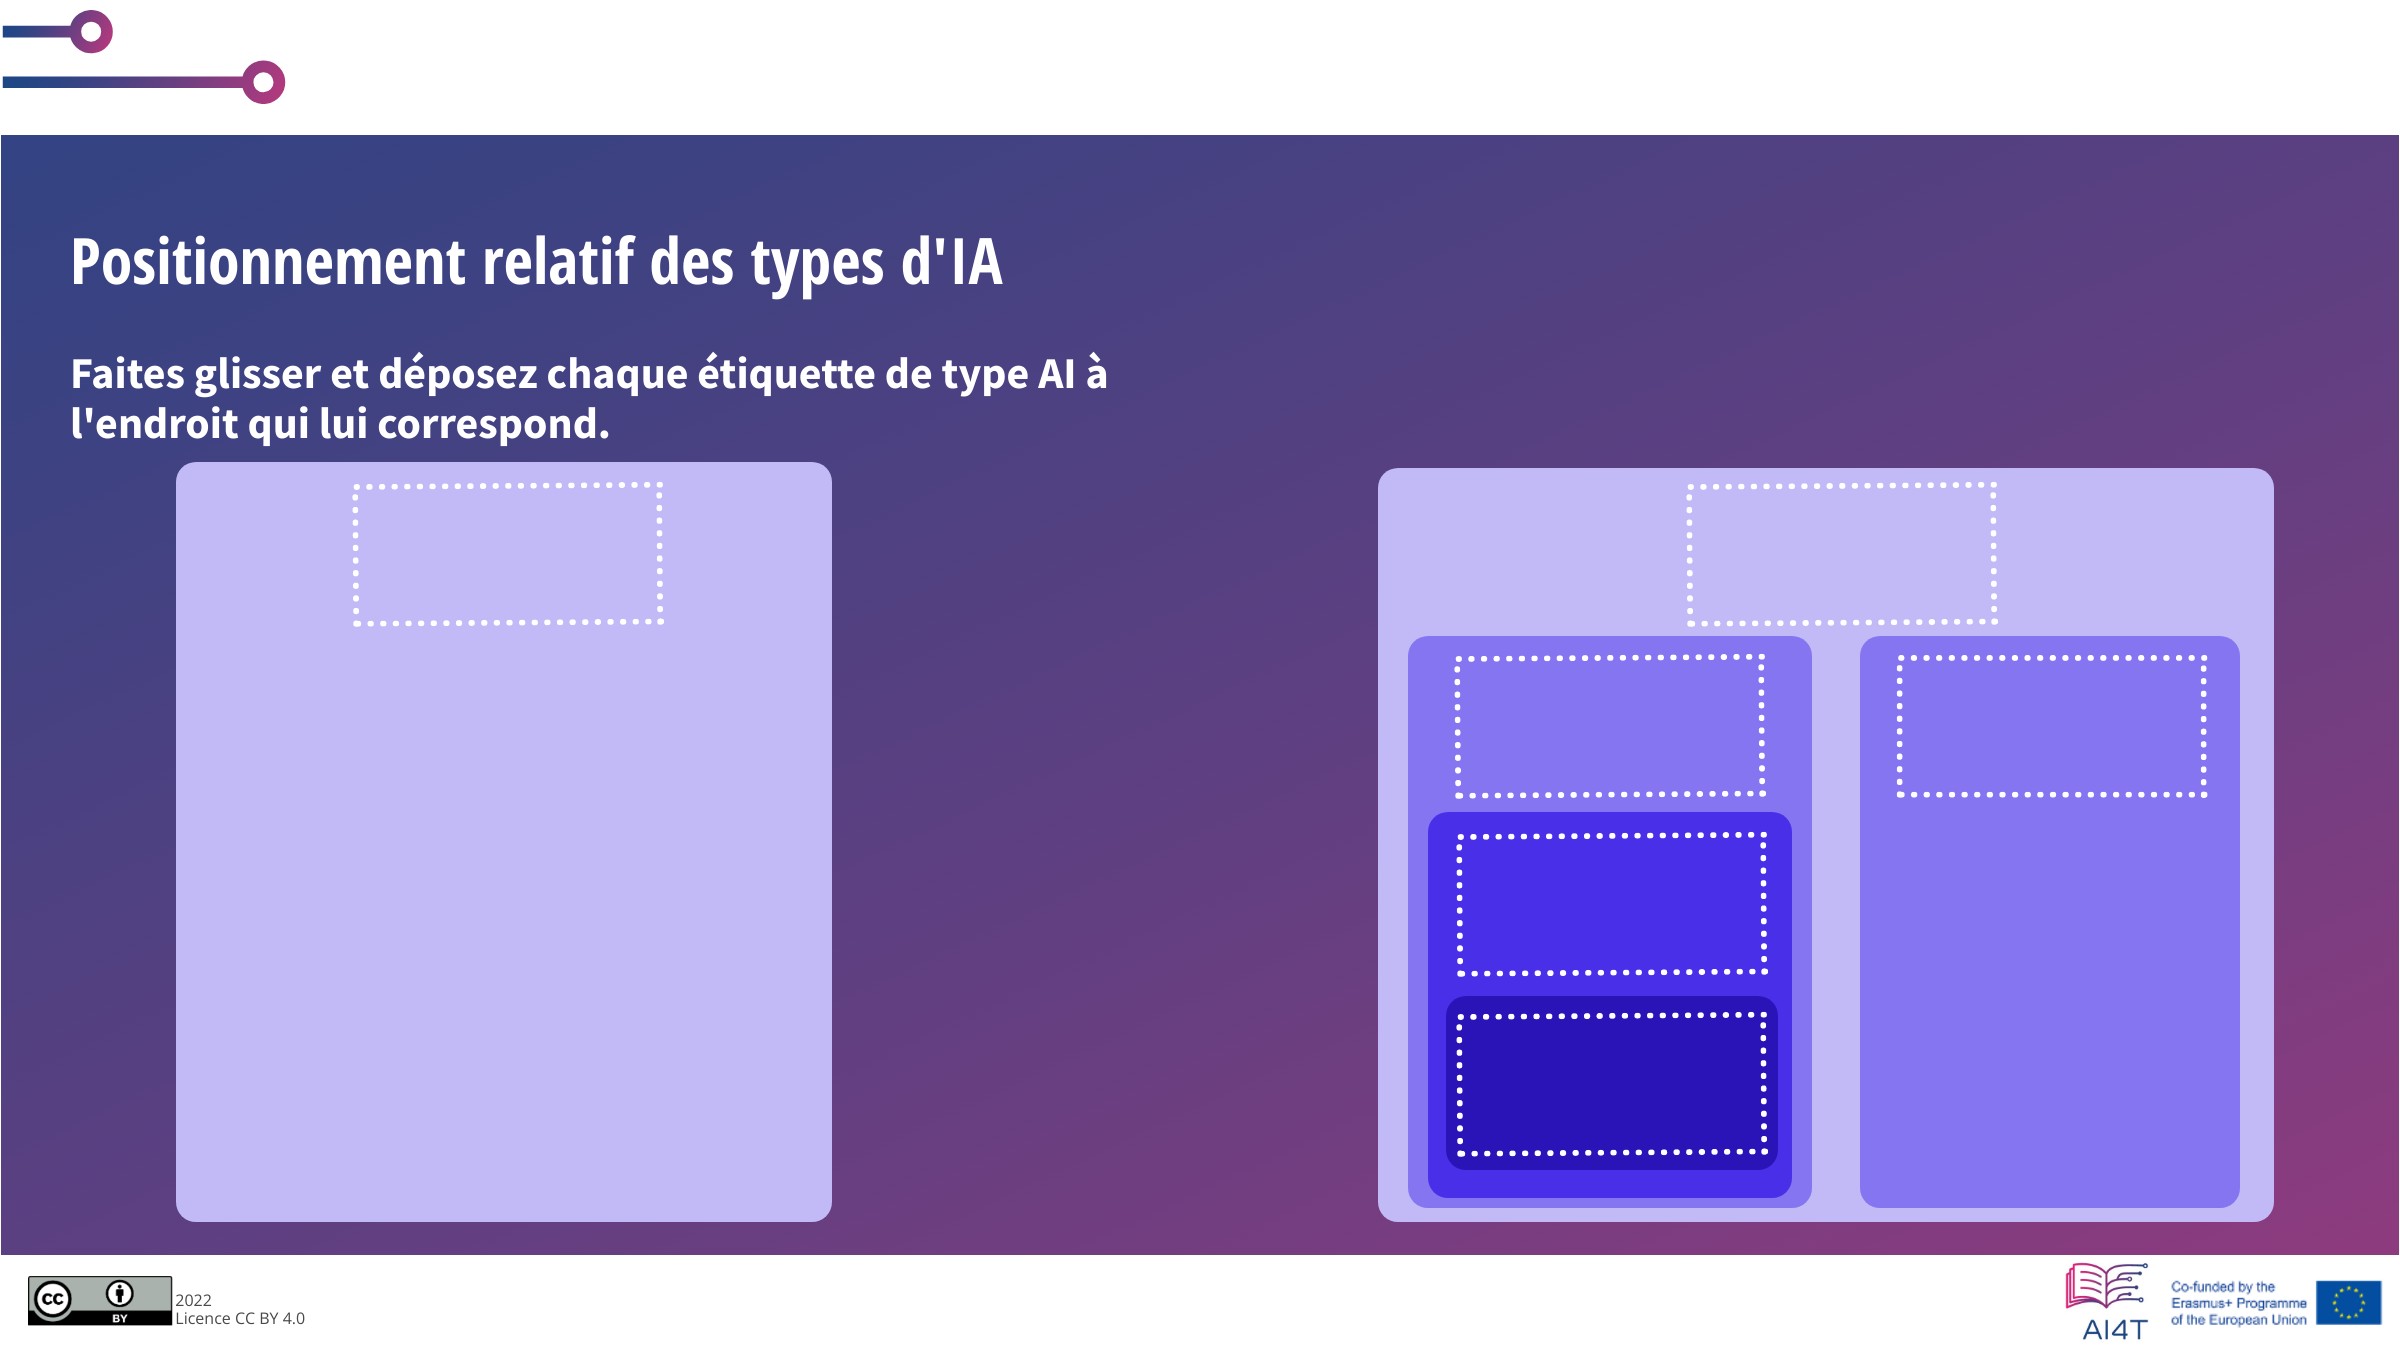 Positionnement relatif des types d'IA
Faites glisser et déposez chaque étiquette de type AI à
l'endroit qui lui correspond.
cc
BY
2022
Licence CC BY 4.0
AI4T
Co-funded by the
Erasmus+ Programme
of the European Union